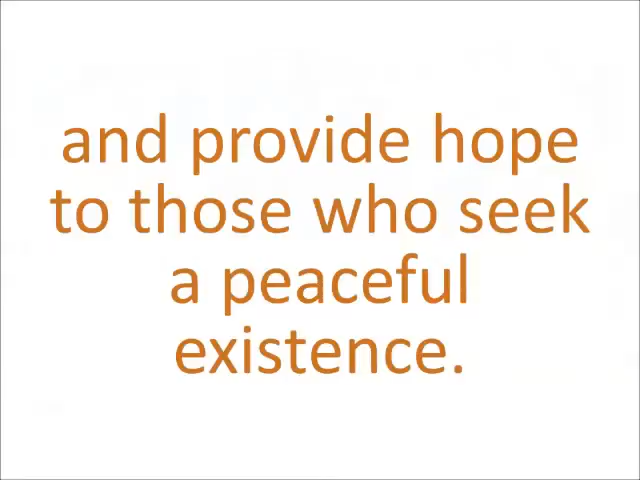 and provide hope
to those who seek
a peaceful
existence.